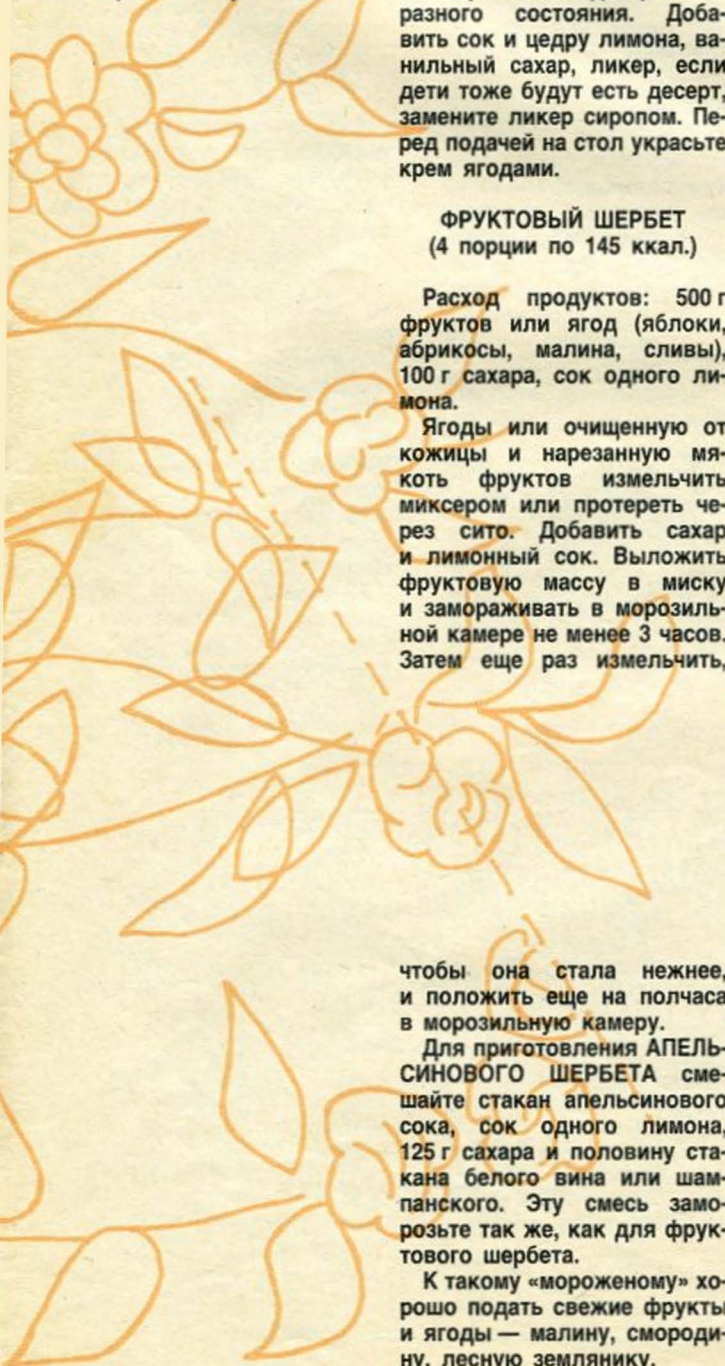 разного состояния. Доба-
вить сок и цедру лимона, ва-
нильный сахар, ликер, если
дети тоже будут есть десерт,
замените ликер сиропом. Пе-
ред подачей на стол украсьте
крем ягодами.
ФРУКТОВЫЙ ШЕРБЕТ
(4 порции по 145 ккал.)
Расход продуктов: 500 г
фруктов или ягод (яблоки,
абрикосы, малина, сливы),
100 г сахара, сок одного ли-
мона.
Ягоды или очищенную от
кожицы и нарезанную мя-
коть фруктов измельчить
миксером или протереть че-
рез сито. Добавить сахар
и лимонный сок. Выложить
фруктовую массу в миску
и замораживать в морозиль-
ной камере не менее 3 часов.
Затем еще раз измельчить,
чтобы она стала нежнее,
и положить еще на полчаса
в морозильную камеру.
Для приготовления АПЕЛЬ-
СИНОВОГО ШЕРБЕТА сме-
шайте стакан апельсинового
сока, сок одного лимона,
125 г сахара и половину ста-
кана белого вина или шам-
панского. Эту смесь замо-
розьте так же, как для фрук-
тового шербета.
К такому «мороженому» хо-
рошо подать свежие фрукты
и ягоды — малину, смороди-
ну, лесную землянику.